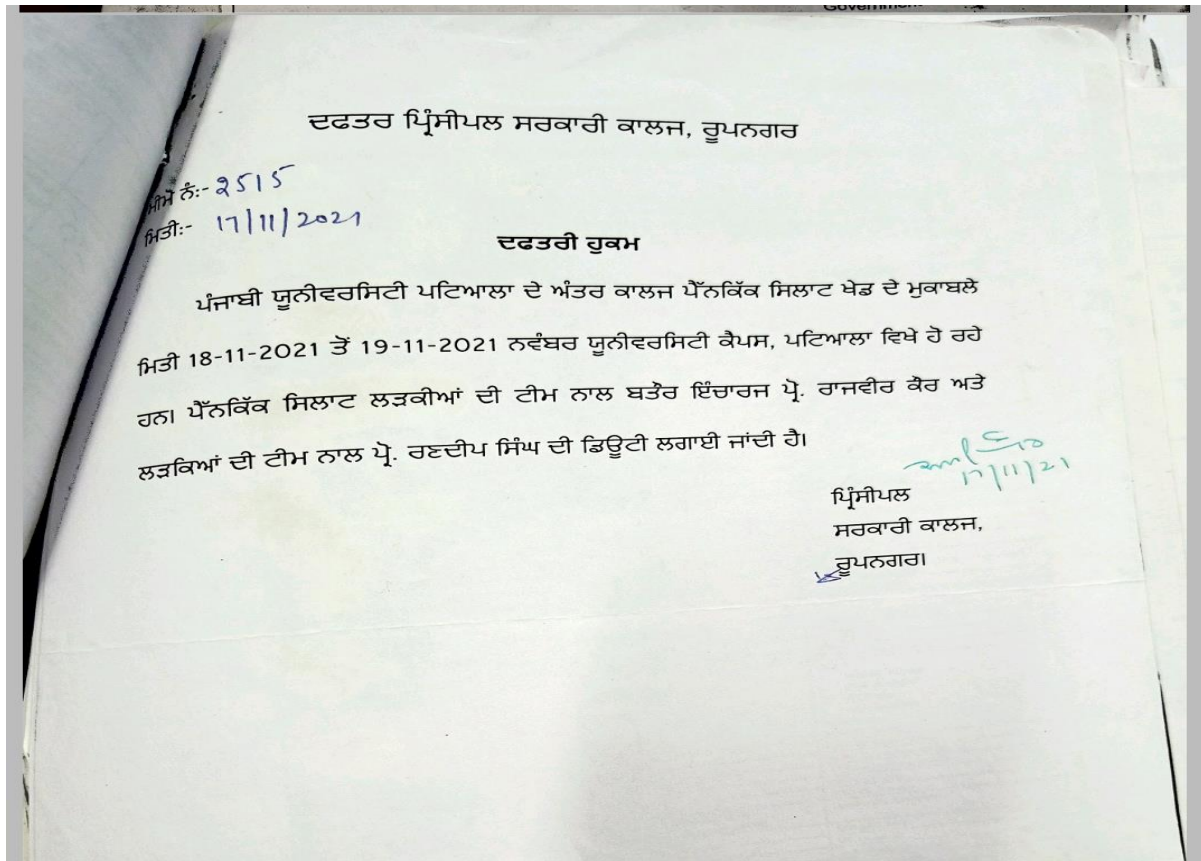 Government
ਦਫਤਰ ਪ੍ਰਿੰਸੀਪਲ ਸਰਕਾਰੀ ਕਾਲਜ, ਰੂਪਨਗਰ
ਮੀਮੋ ਨੰ:- 2515
ਮਿਤੀ:- 17/11/2021
ਦਫਤਰੀ ਹੁਕਮ
ਪੰਜਾਬੀ ਯੂਨੀਵਰਸਿਟੀ ਪਟਿਆਲਾ ਦੇ ਅੰਤਰ ਕਾਲਜ ਪੈੱਨਕਿੱਕ ਸਿਲਾਟ ਖੇਡ ਦੇ ਮੁਕਾਬਲੇ
ਮਿਤੀ 18-11-2021 ਤੋਂ 19-11-2021 ਨਵੰਬਰ ਯੂਨੀਵਰਸਿਟੀ ਕੈਪਸ, ਪਟਿਆਲਾ ਵਿਖੇ ਹੋ ਰਹੇ
ਹਨ। ਪੈੱਨਕਿੱਕ ਸਿਲਾਟ ਲੜਕੀਆਂ ਦੀ ਟੀਮ ਨਾਲ ਬਤੌਰ ਇੰਚਾਰਜ ਪ੍ਰੋ. ਰਾਜਵੀਰ ਕੌਰ ਅਤੇ
ਲੜਕਿਆਂ ਦੀ ਟੀਮ ਨਾਲ ਪ੍ਰੋ. ਰਣਦੀਪ ਸਿੰਘ ਦੀ ਡਿਊਟੀ ਲਗਾਈ ਜਾਂਦੀ ਹੈ।
17/11/21
ਪ੍ਰਿੰਸੀਪਲ
ਸਰਕਾਰੀ ਕਾਲਜ,
ਰੂਪਨਗਰ।